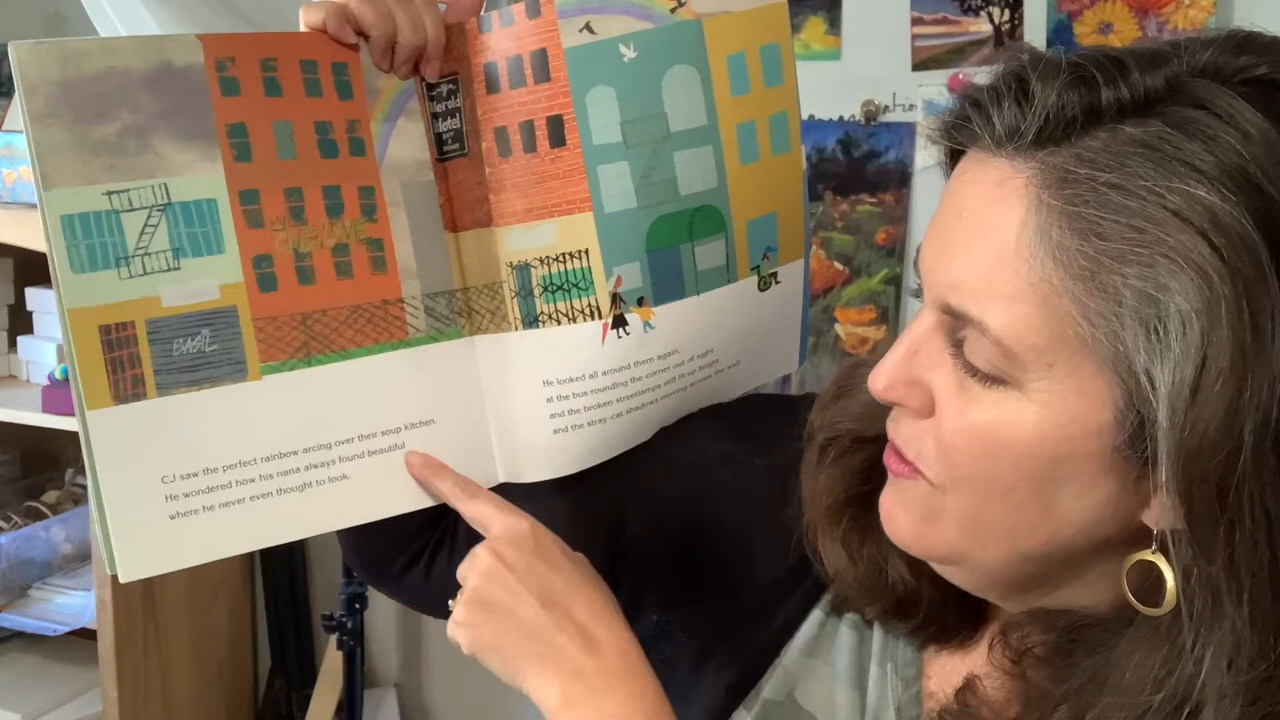 Merold
Hotel
BASIL
CJ saw the perfect rainbow arcing over their soup kitchen.
He wondered how his nana always found beautiful
where he never even thought to look.
He looked all around them again,
at the bus rounding the corner out of sight
and the broken streetlamps still lit up bright
and the stray-cat shadows moving across the wall.